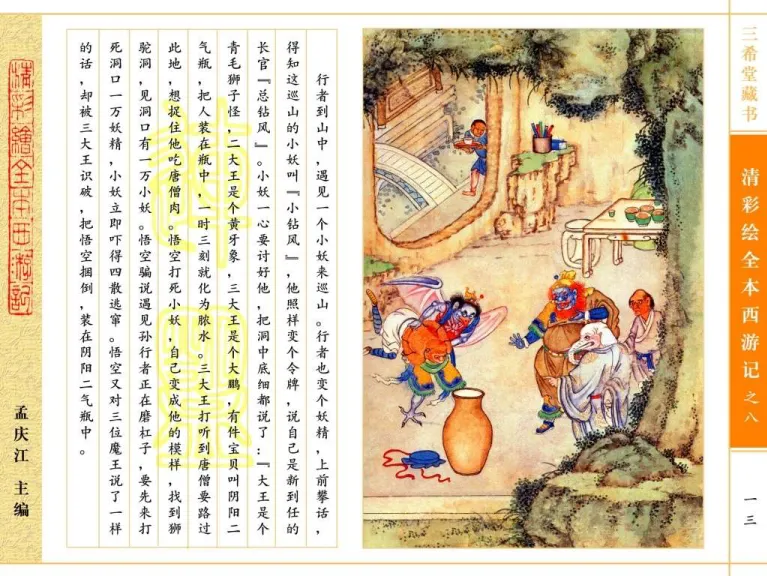 三希堂藏书
清彩绘全本西游记之八
一三
行者到山中，遇见一个小妖来巡山。行者也变个妖精，上前攀话，
得知这巡山的小妖叫『小钻风』，他照样变个令牌，说自己是新到任的
长官『总钻风』。小妖一心要讨好他，把洞中底细都说了：『大王是个
青毛狮子怪，二大王是个黄牙象，三大王是个大鹏，有件宝贝叫阴阳二
气瓶，把人装在瓶中，一时三刻就化为脓水。三大王打听到唐僧要路过
此地，想捉住他吃唐僧肉。悟空打死小妖，自己变成他的模样，找到狮
驼洞，见洞口有一万小妖。悟空骗说遇见孙行者正在磨杠子，要先来打
死洞口一万妖精，小妖立即吓得四散逃窜。悟空又对三位魔王说了一样
的话，却被三大王识破，把悟空捆倒，装在阴阳二气瓶中。
清彩绘全本西游记
孟庆江 主编